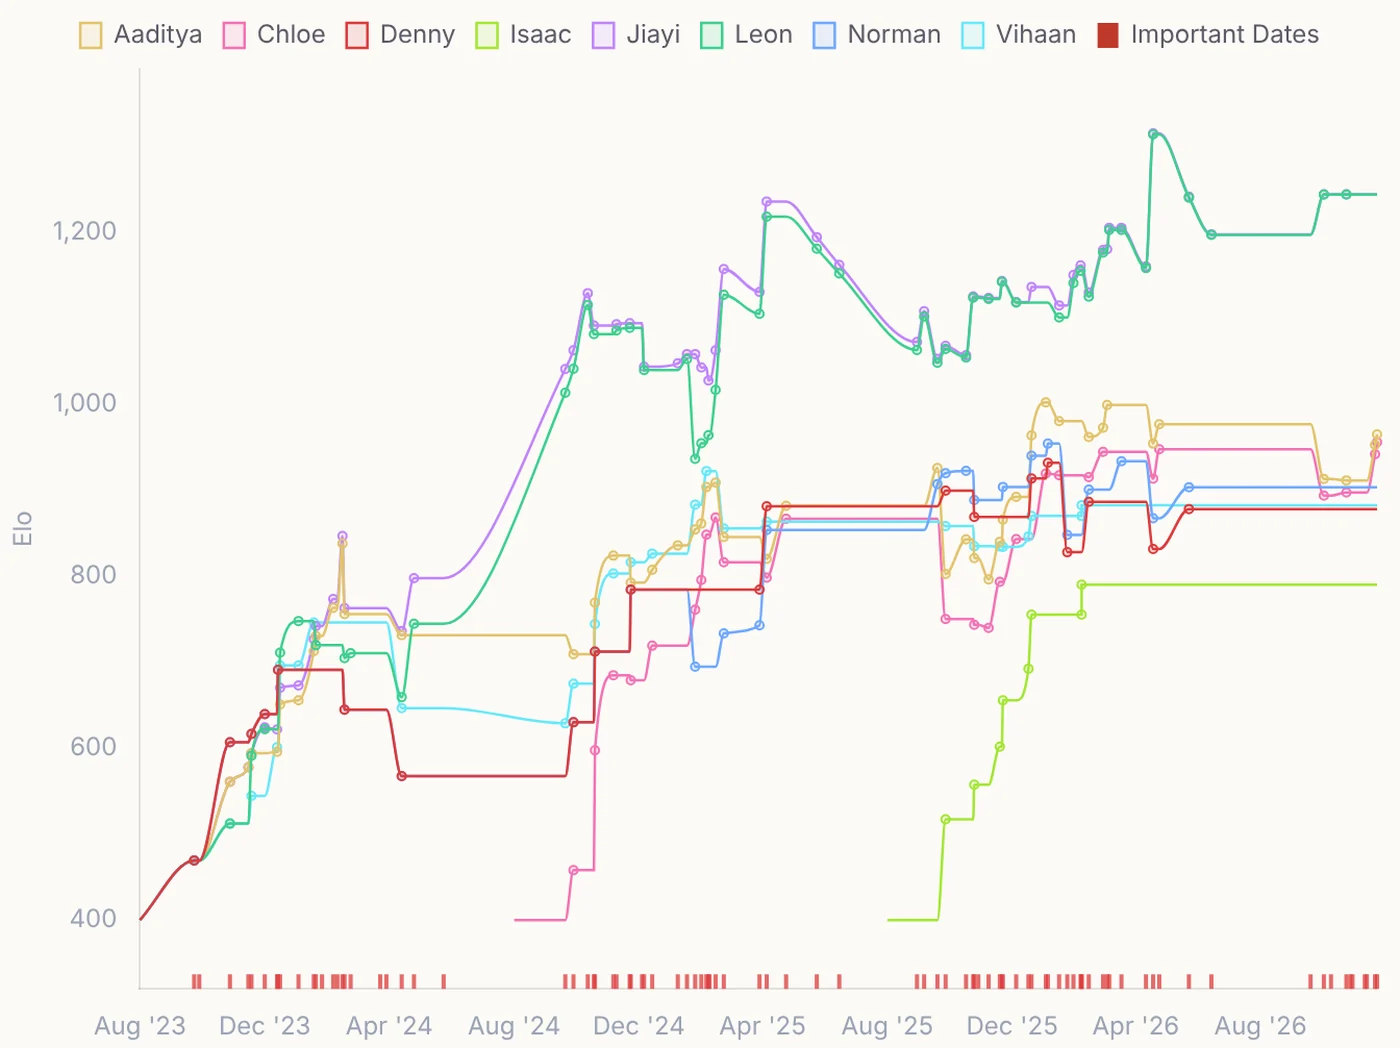 Aaditya Chloe Denny Isaac Jiayi Leon Norman Vihaan Important Dates
1,200
1,000
800
600
400
Elo
Aug '23 Dec '23 Apr '24 Aug '24 Dec '24 Apr '25 Aug '25 Dec '25 Apr '26 Aug '26